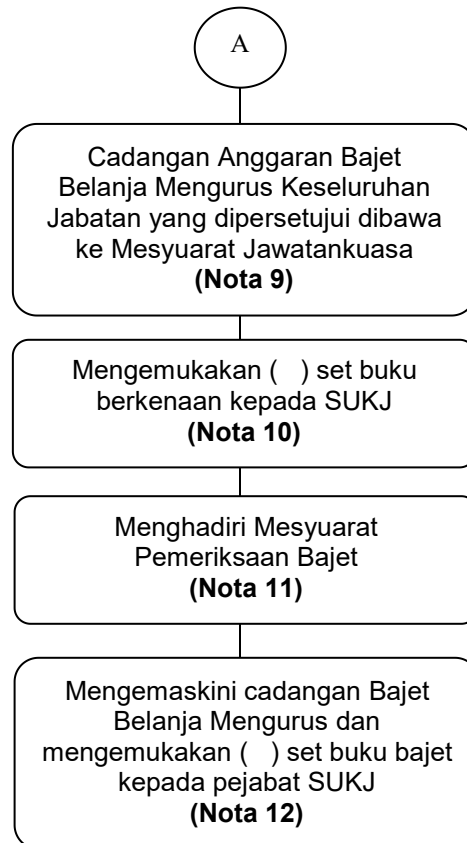 A
Cadangan Anggaran Bajet
Belanja Mengurus Keseluruhan
Jabatan yang dipersetujui dibawa
ke Mesyuarat Jawatankuasa
(Nota 9)
Mengemukakan (   ) set buku
berkenaan kepada SUKJ
(Nota 10)
Menghadiri Mesyuarat
Pemeriksaan Bajet
(Nota 11)
Mengemaskini cadangan Bajet
Belanja Mengurus dan
mengemukakan (   ) set buku bajet
kepada pejabat SUKJ
(Nota 12)